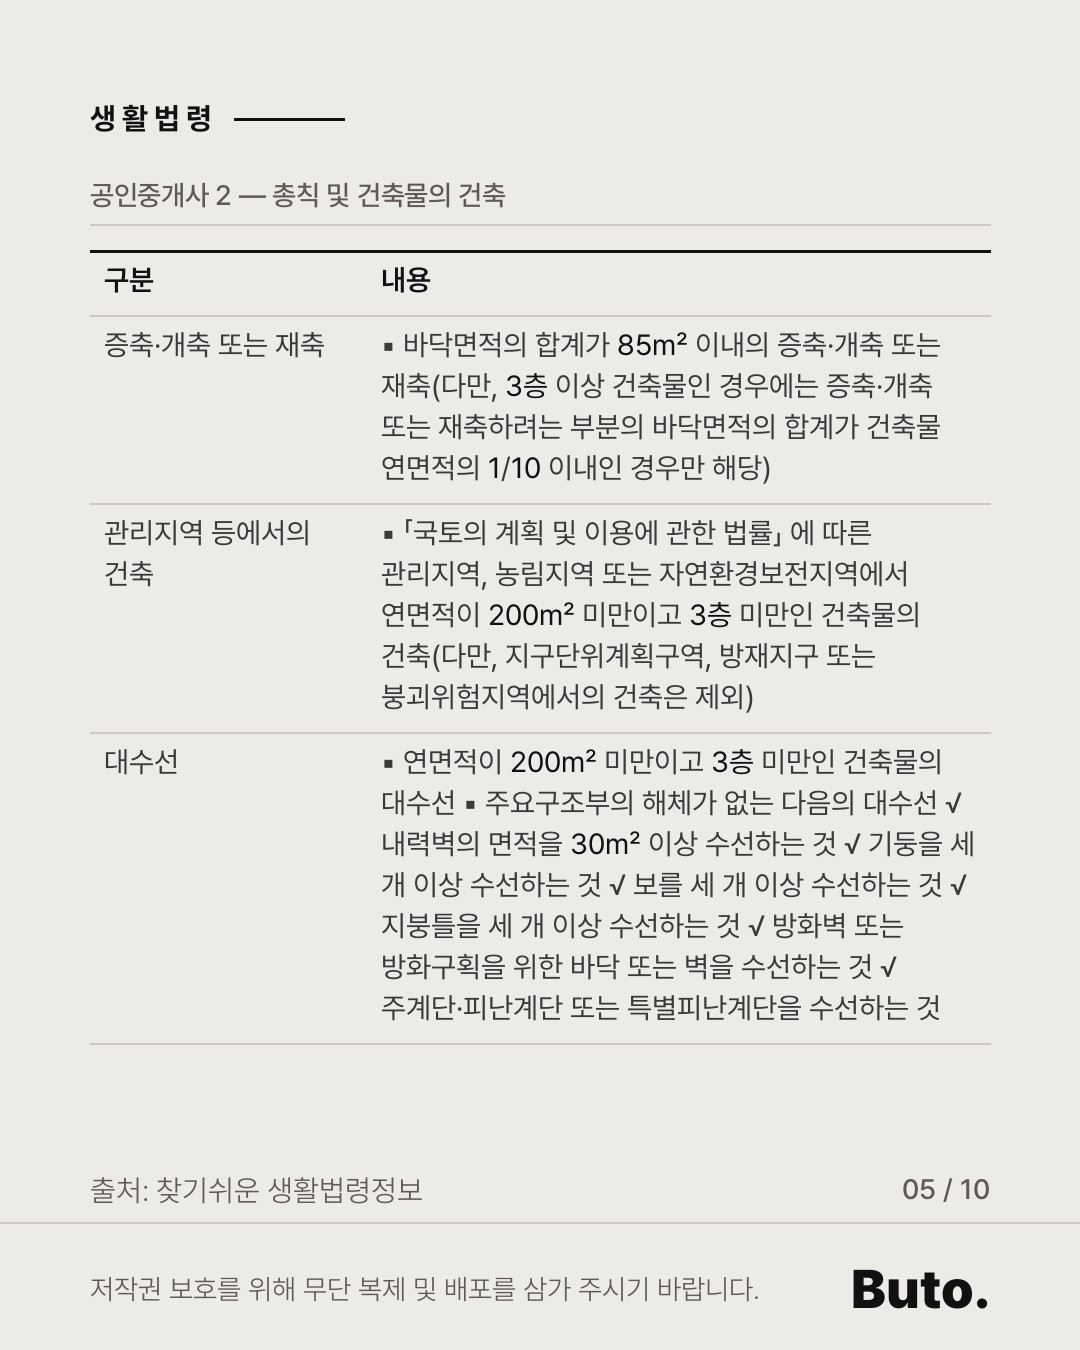 생활법령
공인중개사 2 — 총칙 및 건축물의 건축
구분 내용
증축·개축 또는 재축
▪ 바닥면적의 합계가 85m² 이내의 증축·개축 또는
재축(다만, 3층 이상 건축물인 경우에는 증축·개축
또는 재축하려는 부분의 바닥면적의 합계가 건축물
연면적의 1/10 이내인 경우만 해당)
관리지역 등에서의
건축
▪ 「국토의 계획 및 이용에 관한 법률」 에 따른
관리지역, 농림지역 또는 자연환경보전지역에서
연면적이 200m² 미만이고 3층 미만인 건축물의
건축(다만, 지구단위계획구역, 방재지구 또는
붕괴위험지역에서의 건축은 제외)
대수선
▪ 연면적이 200m² 미만이고 3층 미만인 건축물의
대수선 ▪ 주요구조부의 해체가 없는 다음의 대수선 √
내력벽의 면적을 30m² 이상 수선하는 것 √ 기둥을 세
개 이상 수선하는 것 √ 보를 세 개 이상 수선하는 것 √
지붕틀을 세 개 이상 수선하는 것 √ 방화벽 또는
방화구획을 위한 바닥 또는 벽을 수선하는 것 √
주계단·피난계단 또는 특별피난계단을 수선하는 것
출처: 찾기쉬운 생활법령정보
05 / 10
저작권 보호를 위해 무단 복제 및 배포를 삼가 주시기 바랍니다.
Buto.